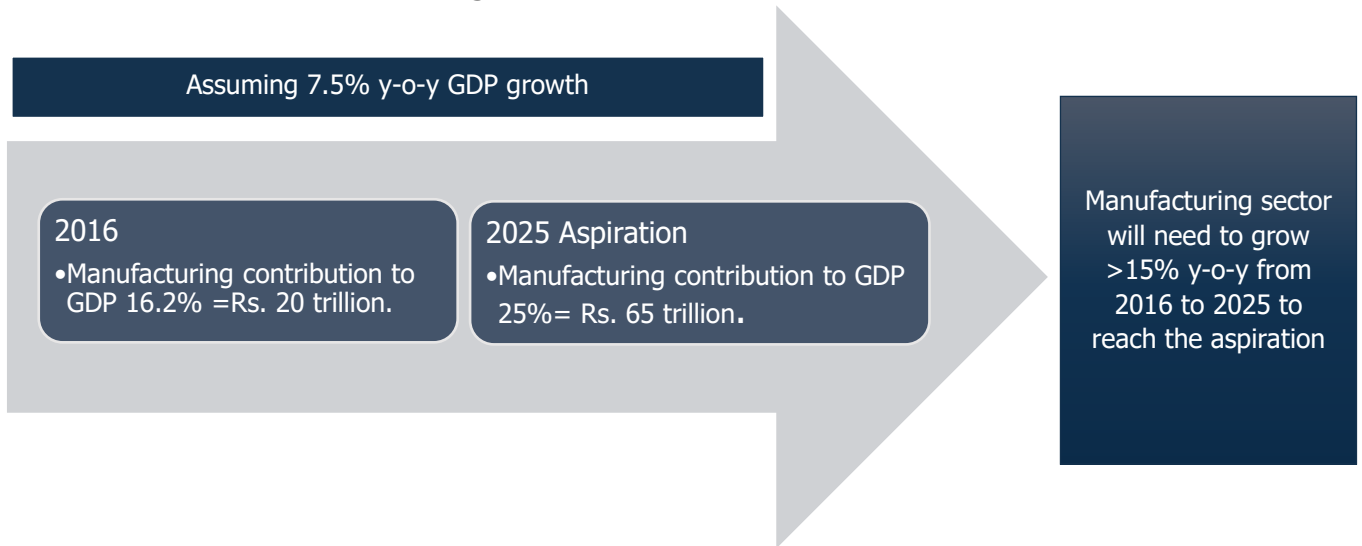 Assuming 7.5% y-o-y GDP growth
2016
•Manufacturing contribution to
GDP 16.2% =Rs. 20 trillion.
2025 Aspiration
•Manufacturing contribution to GDP
25%= Rs. 65 trillion.
Manufacturing sector
will need to grow
>15% y-o-y from
2016 to 2025 to
reach the aspiration